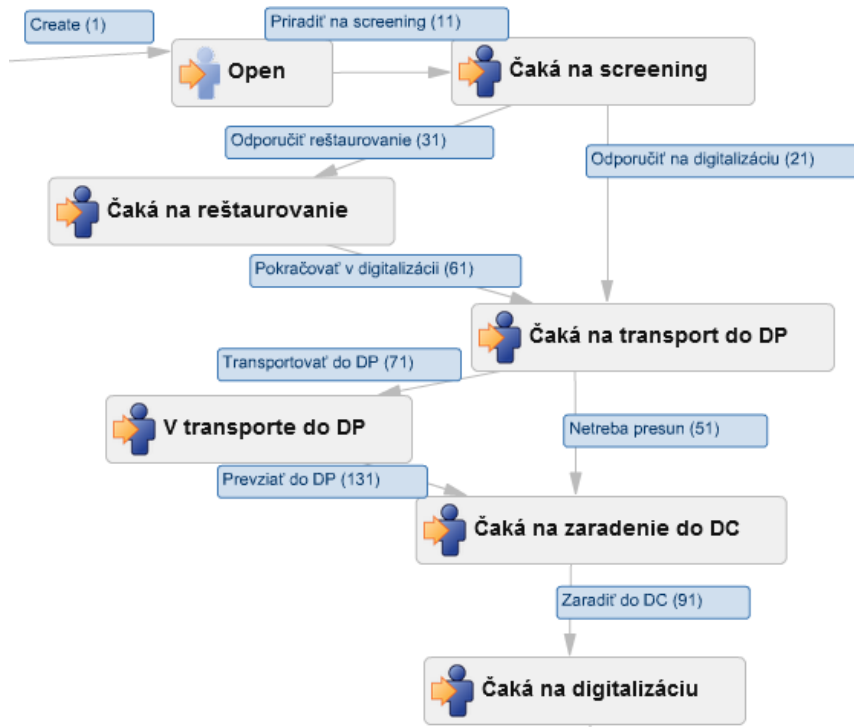 Create (1)
Priradiť na screening (11)
Open
Čaká na screening
Odporučiť reštaurovanie (31)
Odporučiť na digitalizáciu (21)
Čaká na reštaurovanie
Pokračovať v digitalizácii (61)
Čaká na transport do DP
Transportovať do DP (71)
V transporte do DP
Netreba presun (51)
Prevziať do DP (131)
Čaká na zaradenie do DC
Zaradiť do DC (91)
Čaká na digitalizáciu